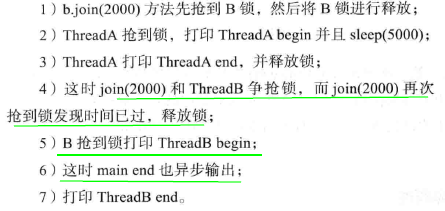 1）b.join(2000) 方法先抢到 B 锁，然后将 B 锁进行释放；
2）ThreadA 抢到锁，打印 ThreadA begin 并且 sleep(5000)；
3）ThreadA 打印 ThreadA end，并释放锁；
4）这时 join(2000) 和 ThreadB 争抢锁，而 join(2000) 再次
抢到锁发现时间已过，释放锁；
5）B 抢到锁打印 ThreadB begin；
6）这时 main end 也异步输出；
7）打印 ThreadB end。